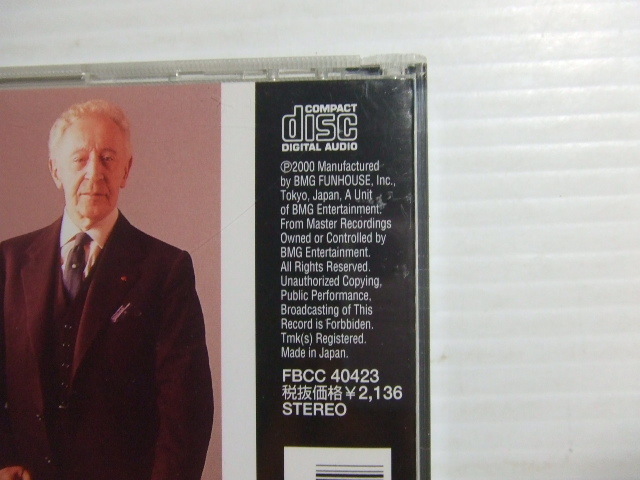 COMPACT
disc
DIGITAL AUDIO
Ⓟ2000 Manufactured
by BMG FUNHOUSE, Inc.,
Tokyo, Japan, A Unit
of BMG Entertainment.
From Master Recordings
Owned or Controlled by
BMG Entertainment.
All Rights Reserved.
Unauthorized Copying,
Public Performance,
Broadcasting of This
Record is Forbbiden.
Tmk(s) Registered.
Made in Japan.
FBCC 40423
税抜価格¥2,136
STEREO